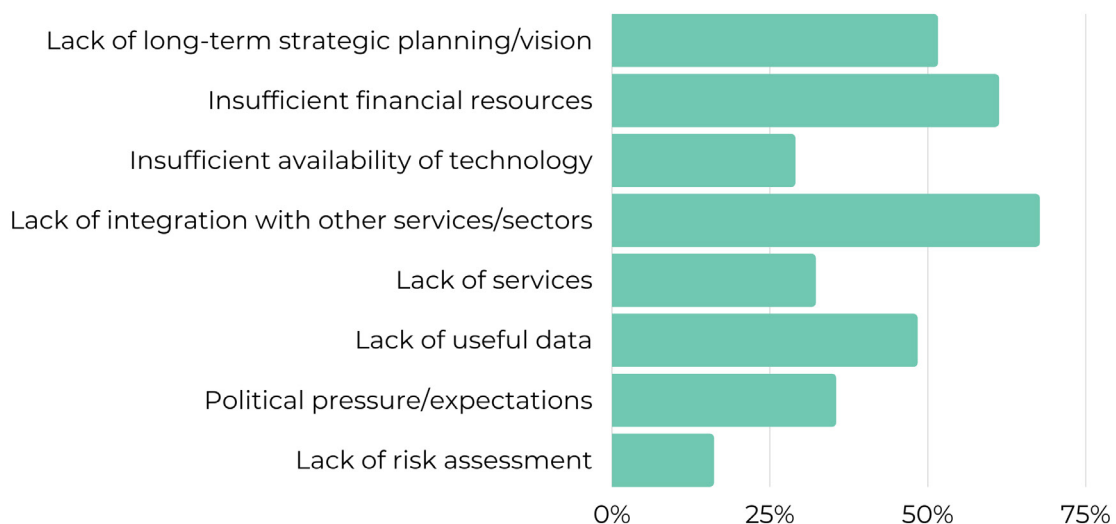 Lack of long-term strategic planning/vision
Insufficient financial resources
Insufficient availability of technology
Lack of integration with other services/sectors
Lack of services
Lack of useful data
Political pressure/expectations
Lack of risk assessment
0% 25% 50% 75%